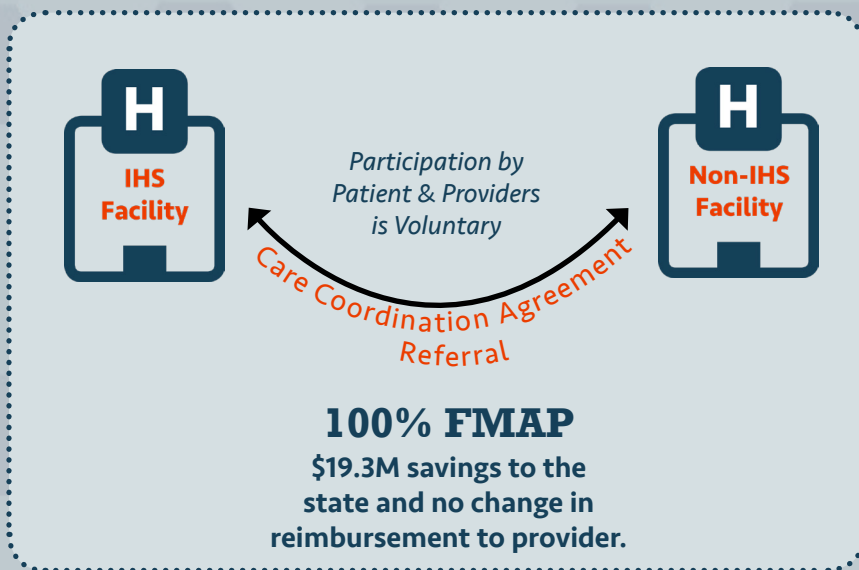 H
IHS
Facility
Participation by
Patient & Providers
is Voluntary
H
Non-IHS
Facility
Care Coordination Agreement
Referral
100% FMAP
$19.3M savings to the
state and no change in
reimbursement to provider.